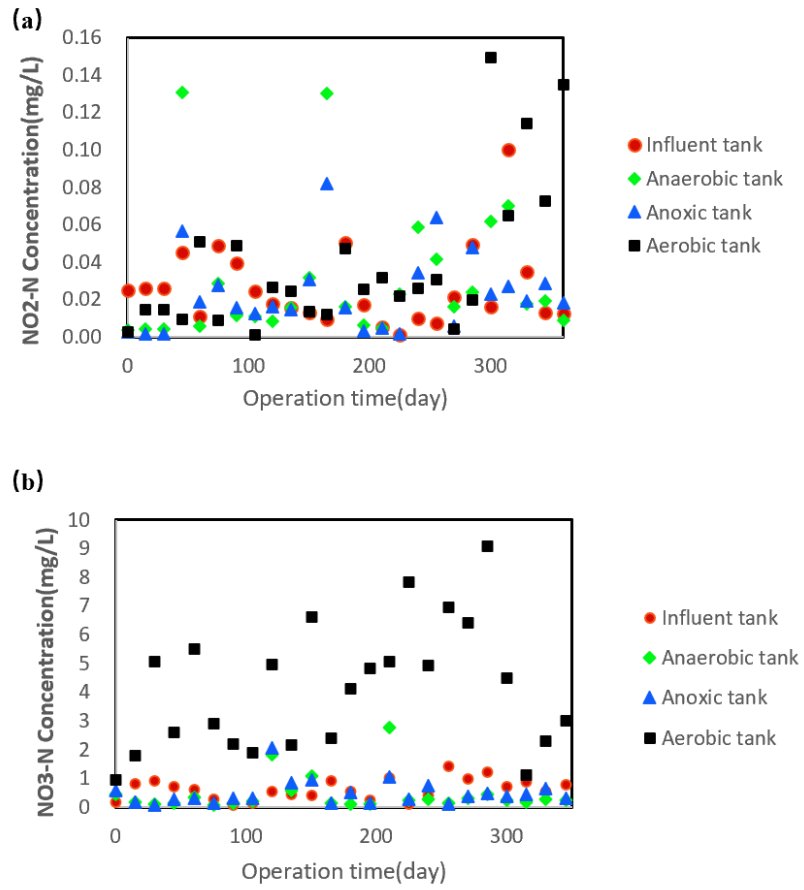 (a)
0.16
0.14
0.12
0.10
0.08
0.06
0.04
0.02
0.00
NO2-N Concentration(mg/L)
0 100 200 300
Operation time(day)
Influent tank
Anaerobic tank
Anoxic tank
Aerobic tank
(b)
10
9
8
7
6
5
4
3
2
1
0
NO3-N Concentration(mg/L)
0 100 200 300
Operation time(day)
Influent tank
Anaerobic tank
Anoxic tank
Aerobic tank